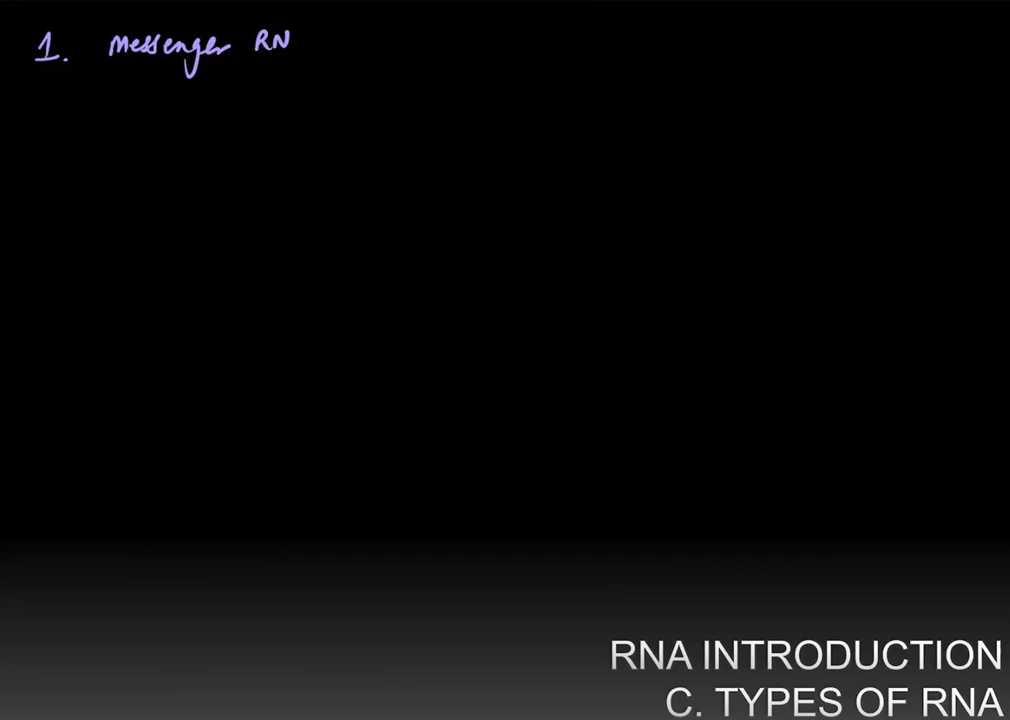 1. Messenger RN
RNA INTRODUCTION
C. TYPES OF RNA